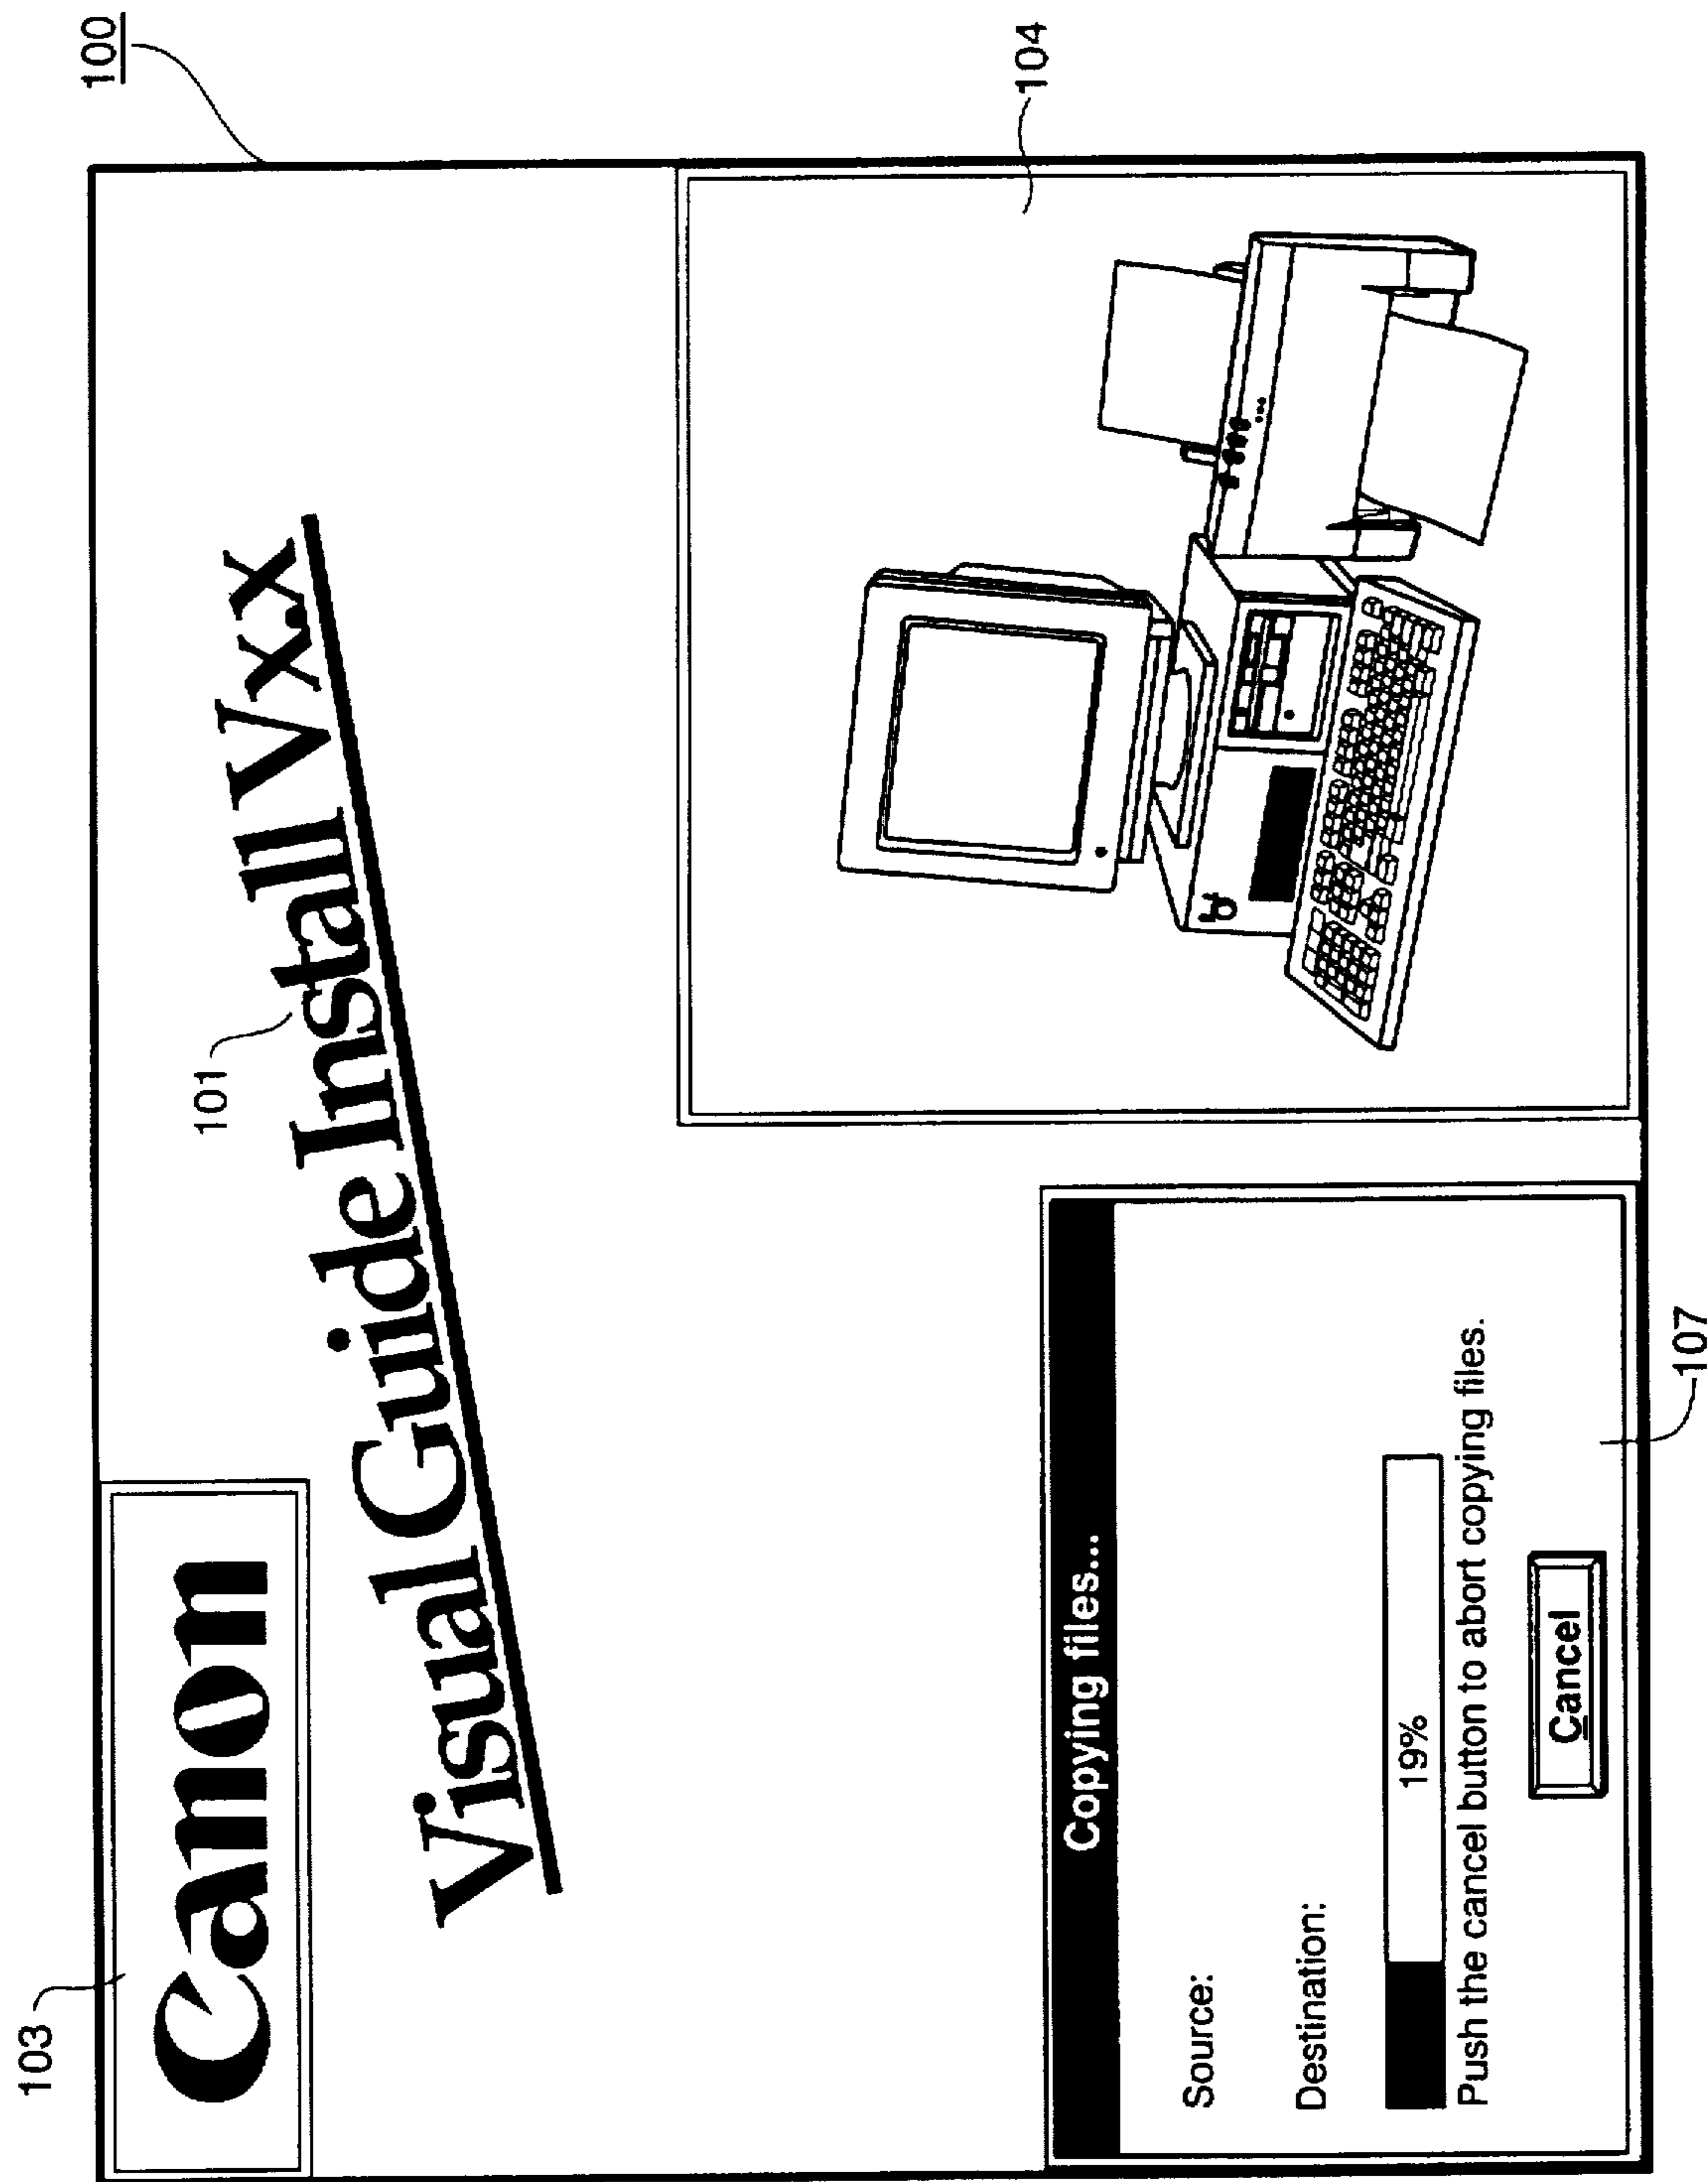 100
103
Canon
101
Visual Guide Install Vx.x
104
Copying files...
Source:
Destination:
19%
Push the cancel button to abort copying files.
Cancel
107